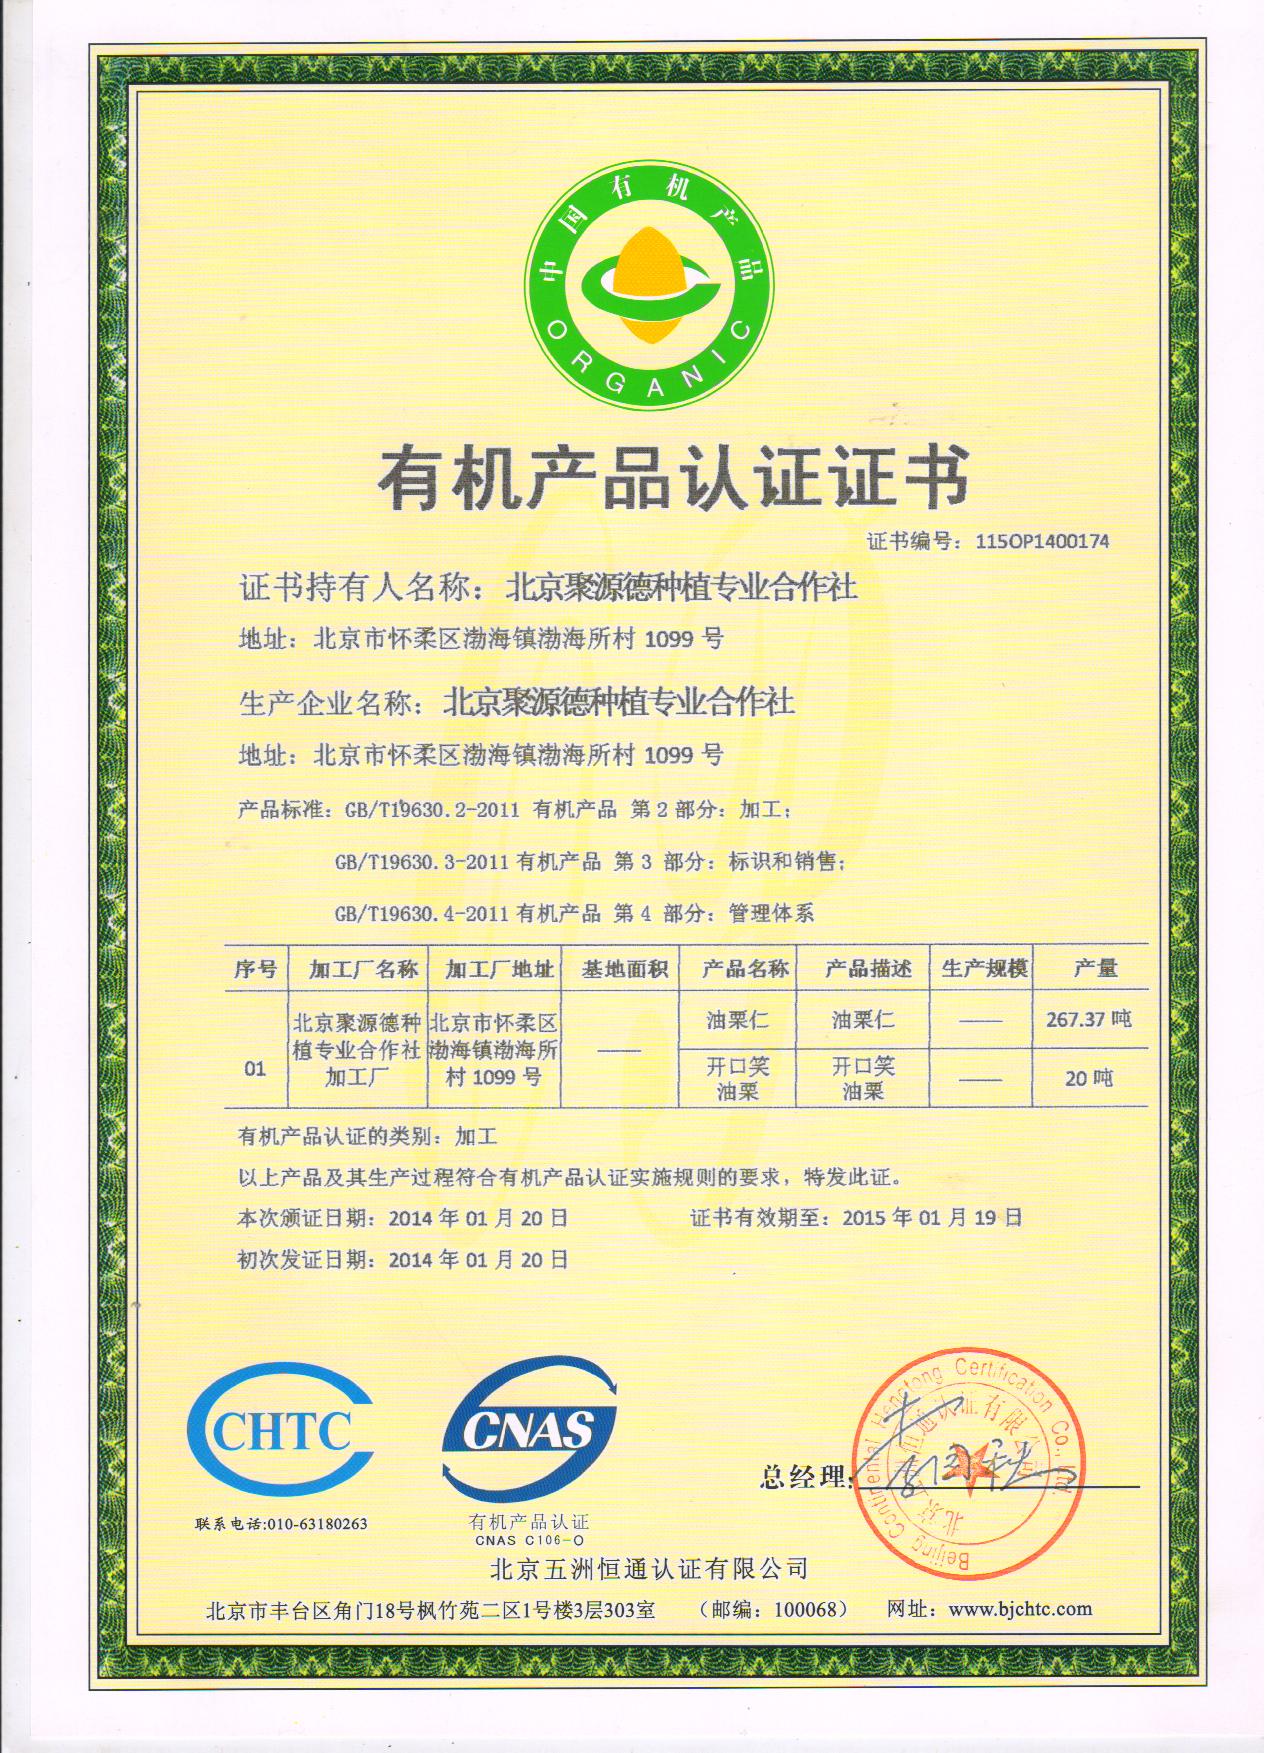 中国有机产品
ORGANIC
有机产品认证证书
证书编号：115OP1400174
证书持有人名称：北京聚源德种植专业合作社
地址：北京市怀柔区渤海镇渤海所村 1099 号
生产企业名称：北京聚源德种植专业合作社
地址：北京市怀柔区渤海镇渤海所村 1099 号
产品标准：GB/T19630.2-2011 有机产品 第 2 部分：加工；
GB/T19630.3-2011 有机产品 第 3 部分：标识和销售；
GB/T19630.4-2011 有机产品 第 4 部分：管理体系
序号 加工厂名称 加工厂地址 基地面积 产品名称 产品描述 生产规模 产量
01 北京聚源德种植专业合作社加工厂 北京市怀柔区渤海镇渤海所村 1099 号 —— 油栗仁 油栗仁 —— 267.37 吨
开口笑油栗 开口笑油栗 —— 20 吨
有机产品认证的类别：加工
以上产品及其生产过程符合有机产品认证实施规则的要求，特发此证。
本次颁证日期：2014 年 01 月 20 日 证书有效期至：2015 年 01 月 19 日
初次发证日期：2014 年 01 月 20 日
CHTC
联系电话:010-63180263
CNAS
有机产品认证
CNAS C106-O
总经理:
Beijing Continental Hengtong Certification Co., Ltd.
北京五洲恒通认证有限公司
北京五洲恒通认证有限公司
北京市丰台区角门18号枫竹苑二区1号楼3层303室 （邮编：100068） 网址：www.bjchtc.com